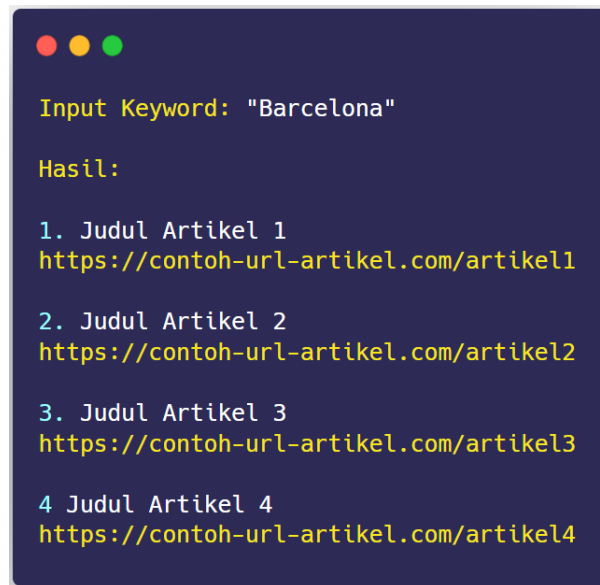 Input Keyword: "Barcelona"
Hasil:
1. Judul Artikel 1
https://contoh-url-artikel.com/artikel1
2. Judul Artikel 2
https://contoh-url-artikel.com/artikel2
3. Judul Artikel 3
https://contoh-url-artikel.com/artikel3
4 Judul Artikel 4
https://contoh-url-artikel.com/artikel4